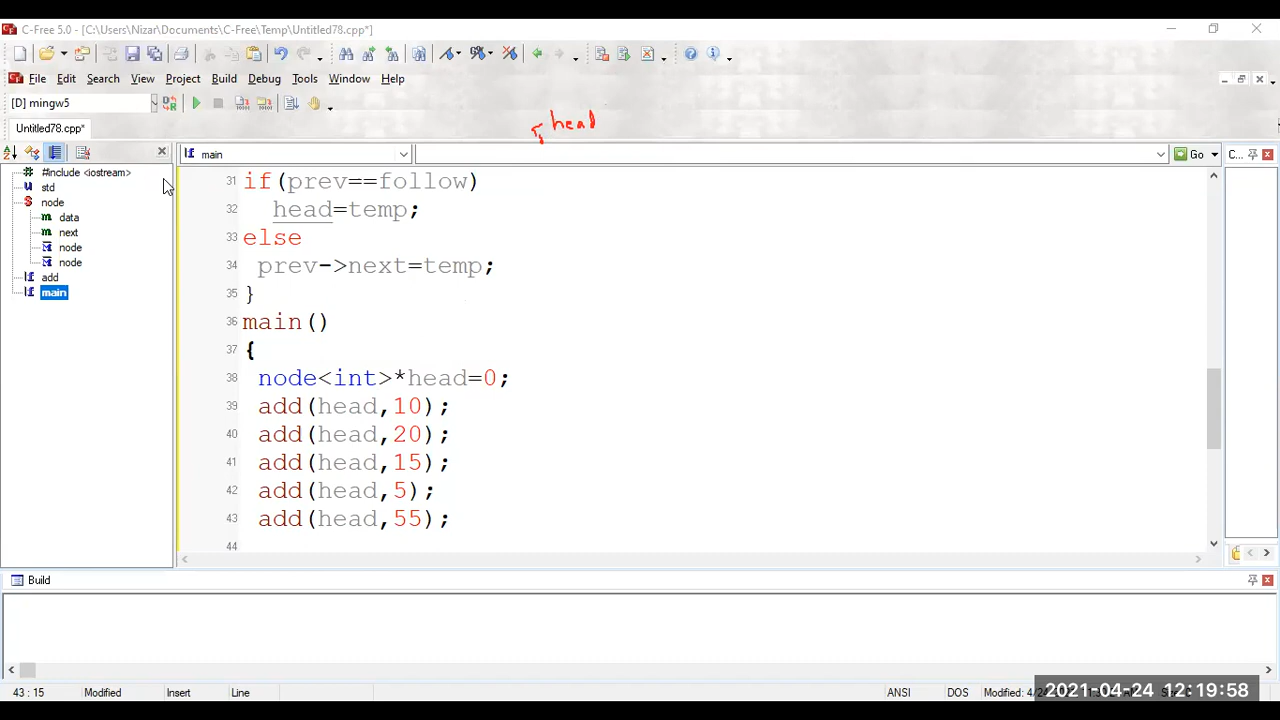 C-Free 5.0 - [C:\Users\Nizar\Documents\C-Free\Temp\Untitled78.cpp*]
File Edit Search View Project Build Debug Tools Window Help
[D] mingw5
head
Untitled78.cpp*
main
Go
C...
#include <iostream>
std
node
data
next
node
node
add
main
31 if(prev==follow)
32 head=temp;
33 else
34 prev->next=temp;
35 }
36 main()
37 {
38 node<int>*head=0;
39 add(head,10);
40 add(head,20);
41 add(head,15);
42 add(head,5);
43 add(head,55);
44
Build
43 : 15 Modified Insert Line ANSI DOS Modified: 4/2
2021-04-24 12:19:58